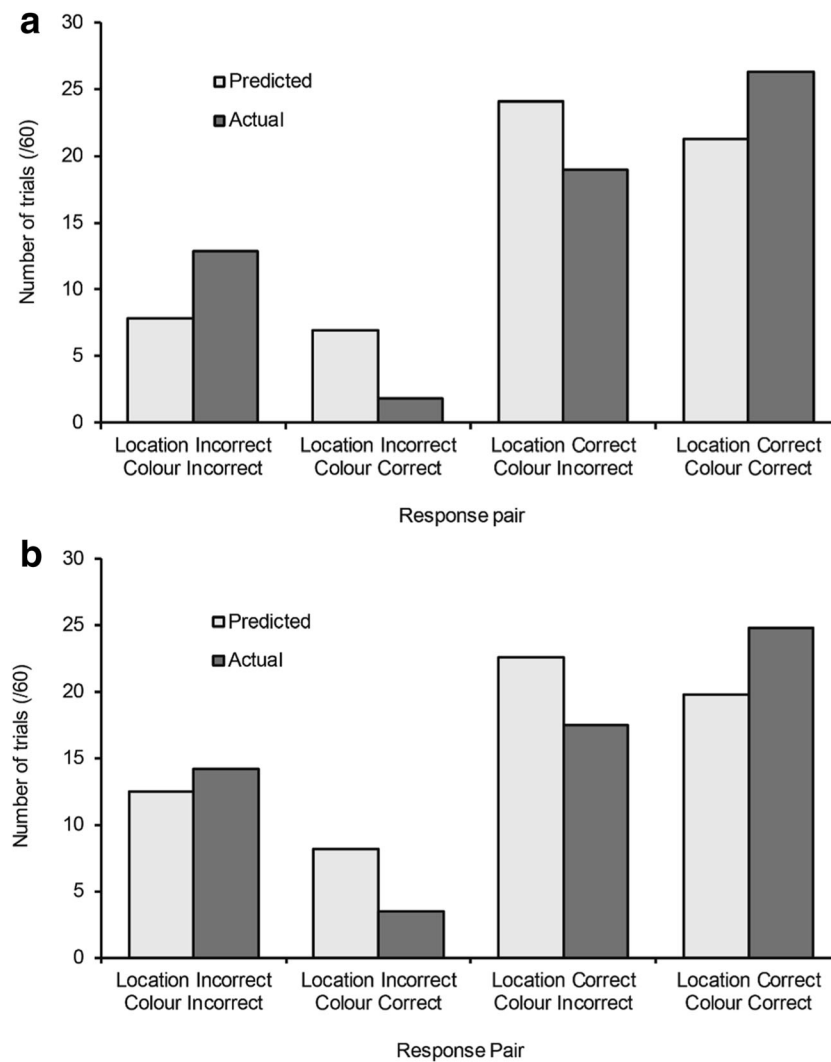 a
30
25
20
15
10
5
0
Number of trials (/60)
Predicted
Actual
Location Incorrect Location Incorrect Location Correct Location Correct
Colour Incorrect Colour Correct Colour Incorrect Colour Correct
Response pair
b
30
25
20
15
10
5
0
Number of trials (/60)
Predicted
Actual
Location Incorrect Location Incorrect Location Correct Location Correct
Colour Incorrect Colour Correct Colour Incorrect Colour Correct
Response Pair